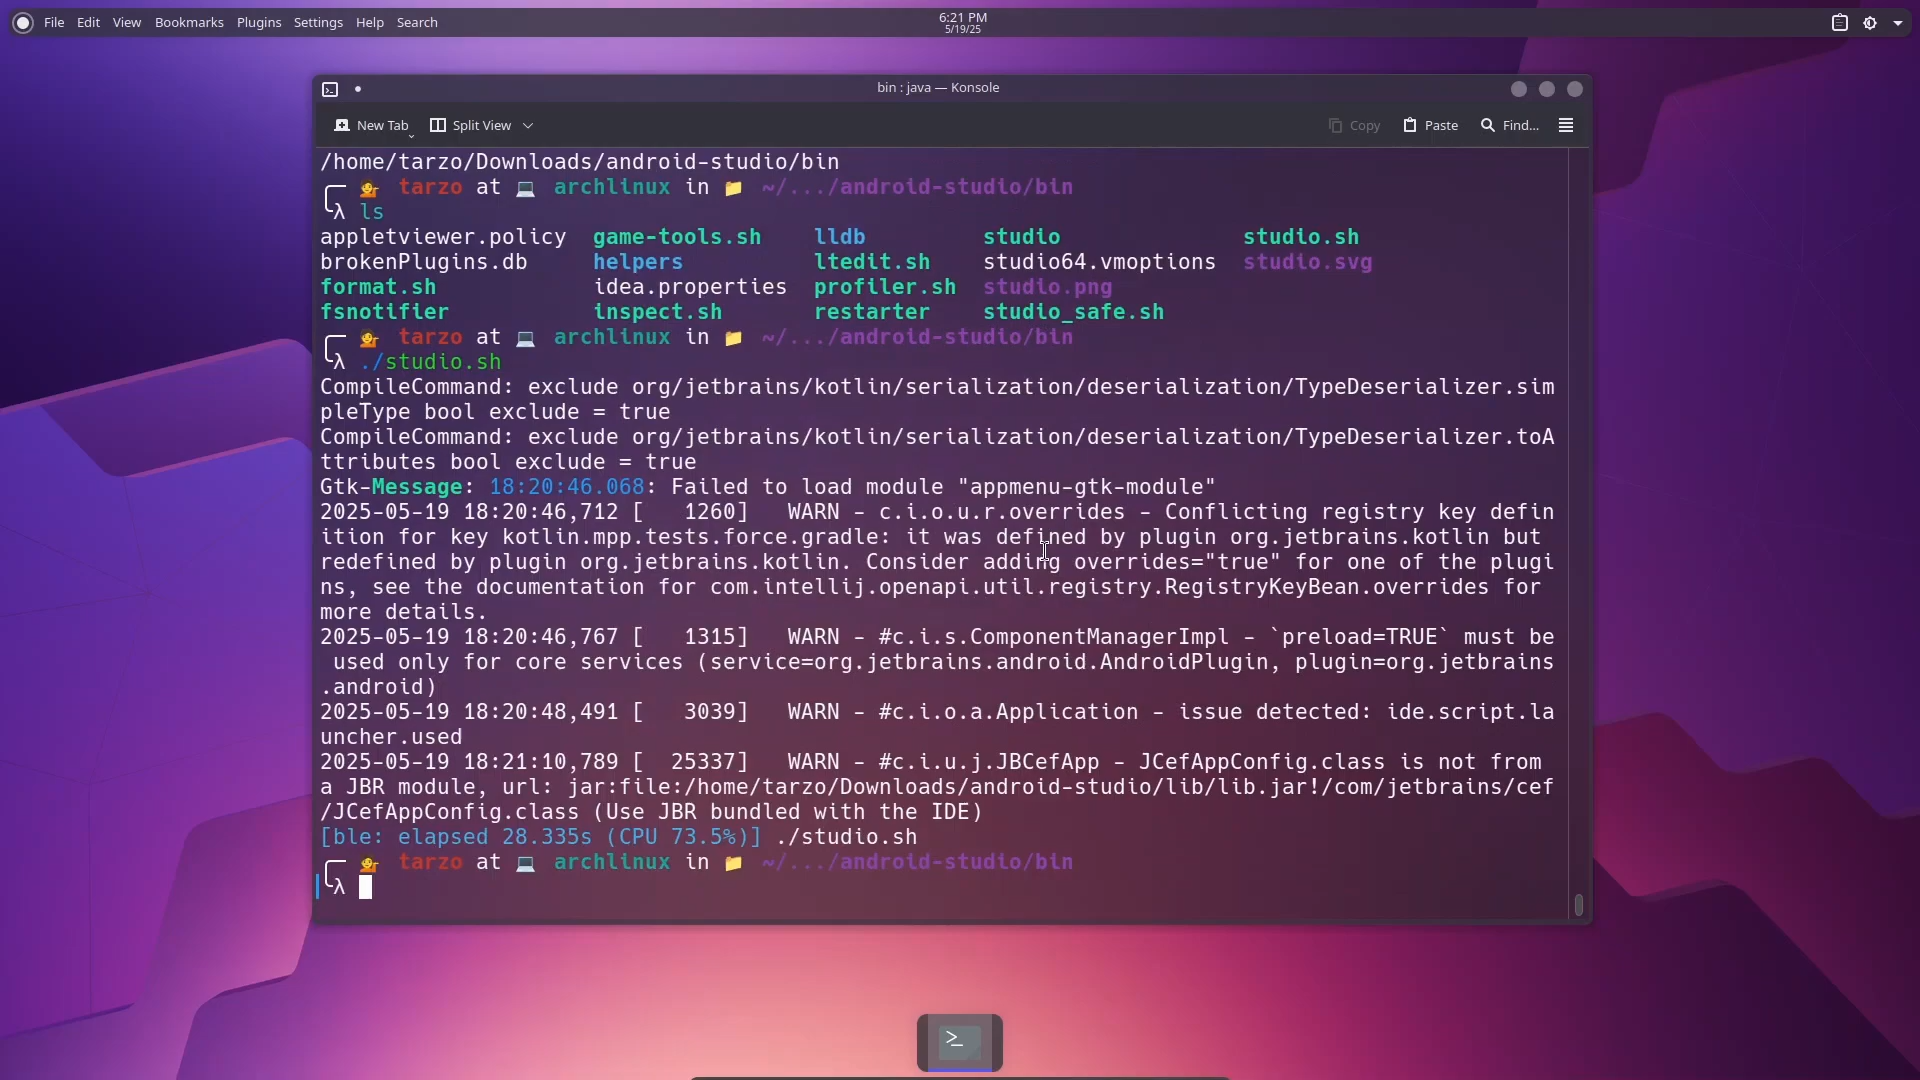 File Edit View Bookmarks Plugins Settings Help Search
6:21 PM
5/19/25
bin : java — Konsole
New Tab Split View Copy Paste Find...
/home/tarzo/Downloads/android-studio/bin
tarzo at 💻 archlinux in 📁 ~/.../android-studio/bin
λ ls
appletviewer.policy game-tools.sh lldb studio studio.sh
brokenPlugins.db helpers ltedit.sh studio64.vmoptions studio.svg
format.sh idea.properties profiler.sh studio.png
fsnotifier inspect.sh restarter studio_safe.sh
tarzo at 💻 archlinux in 📁 ~/.../android-studio/bin
λ ./studio.sh
CompileCommand: exclude org/jetbrains/kotlin/serialization/deserialization/TypeDeserializer.sim
pleType bool exclude = true
CompileCommand: exclude org/jetbrains/kotlin/serialization/deserialization/TypeDeserializer.toA
ttributes bool exclude = true
Gtk-Message: 18:20:46.068: Failed to load module "appmenu-gtk-module"
2025-05-19 18:20:46,712 [   1260]   WARN - c.i.o.u.r.overrides - Conflicting registry key defin
ition for key kotlin.mpp.tests.force.gradle: it was defined by plugin org.jetbrains.kotlin but
redefined by plugin org.jetbrains.kotlin. Consider adding overrides="true" for one of the plugi
ns, see the documentation for com.intellij.openapi.util.registry.RegistryKeyBean.overrides for
more details.
2025-05-19 18:20:46,767 [   1315]   WARN - #c.i.s.ComponentManagerImpl - `preload=TRUE` must be
used only for core services (service=org.jetbrains.android.AndroidPlugin, plugin=org.jetbrains
.android)
2025-05-19 18:20:48,491 [   3039]   WARN - #c.i.o.a.Application - issue detected: ide.script.la
uncher.used
2025-05-19 18:21:10,789 [  25337]   WARN - #c.i.u.j.JBCefApp - JCefAppConfig.class is not from
a JBR module, url: jar:file:/home/tarzo/Downloads/android-studio/lib/lib.jar!/com/jetbrains/cef
/JCefAppConfig.class (Use JBR bundled with the IDE)
[ble: elapsed 28.335s (CPU 73.5%)] ./studio.sh
tarzo at 💻 archlinux in 📁 ~/.../android-studio/bin
λ